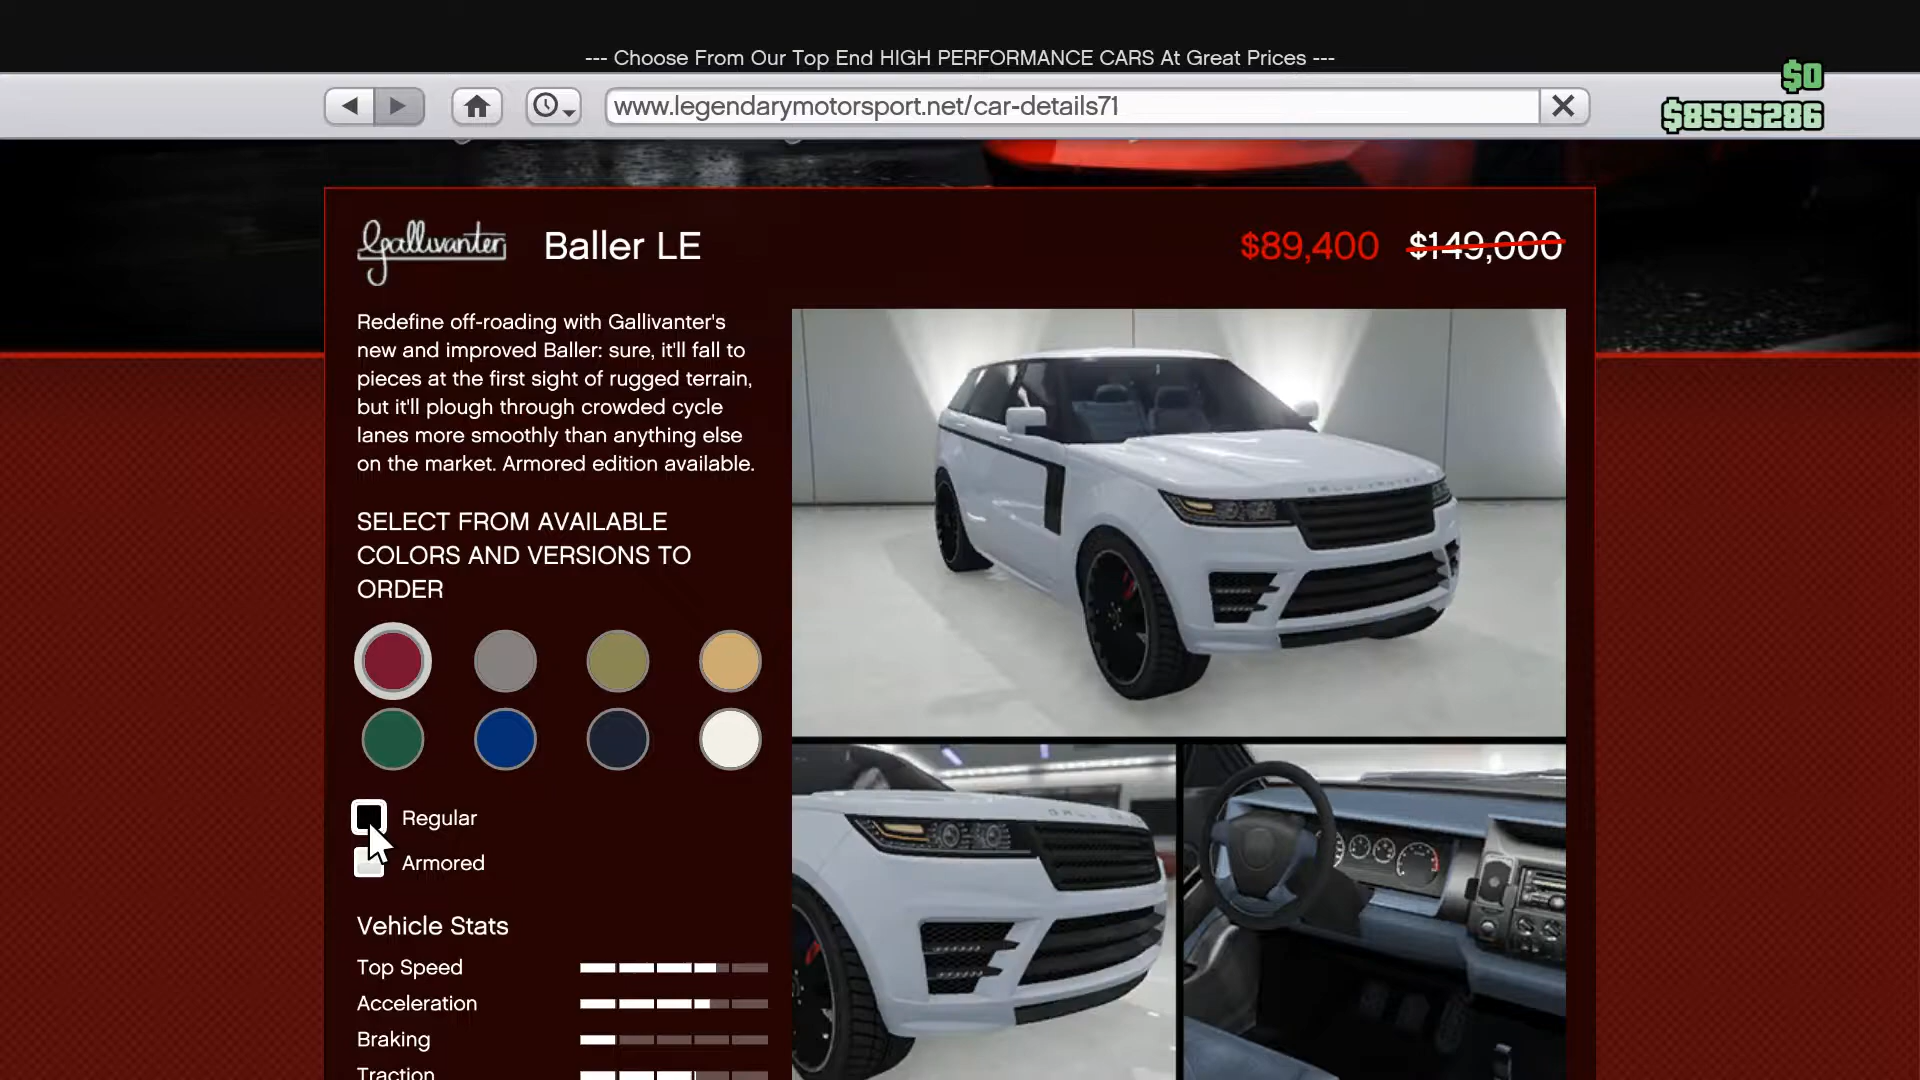 --- Choose From Our Top End HIGH PERFORMANCE CARS At Great Prices ---
$0
www.legendarymotorsport.net/car-details71
$8595286
Gallivanter
Baller LE
$89,400 $149,000
Redefine off-roading with Gallivanter's
new and improved Baller: sure, it'll fall to
pieces at the first sight of rugged terrain,
but it'll plough through crowded cycle
lanes more smoothly than anything else
on the market. Armored edition available.
SELECT FROM AVAILABLE
COLORS AND VERSIONS TO
ORDER
Regular
Armored
Vehicle Stats
Top Speed
Acceleration
Braking
Traction